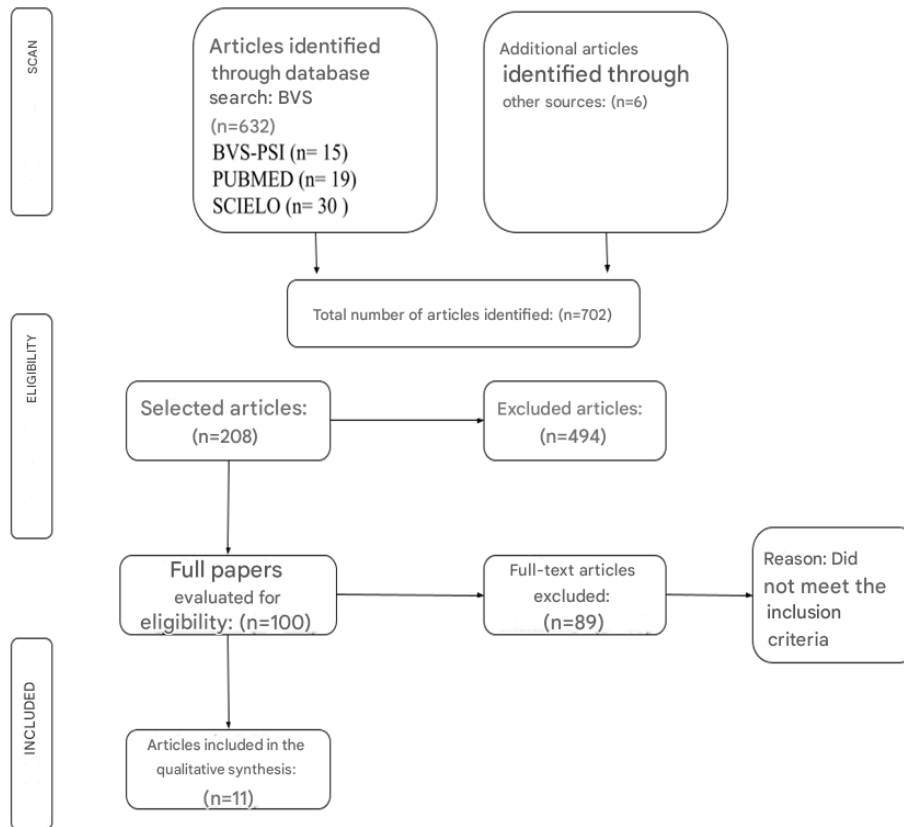 SCAN
Articles identified
through database
search: BVS
(n=632)
BVS-PSI (n= 15)
PUBMED (n= 19)
SCIELO (n= 30 )
Additional articles
identified through
other sources: (n=6)
Total number of articles identified: (n=702)
ELIGIBILITY
Selected articles:
(n=208)
Excluded articles:
(n=494)
Full papers
evaluated for
eligibility: (n=100)
Full-text articles
excluded:
(n=89)
Reason: Did
not meet the
inclusion
criteria
INCLUDED
Articles included in the
qualitative synthesis:
(n=11)